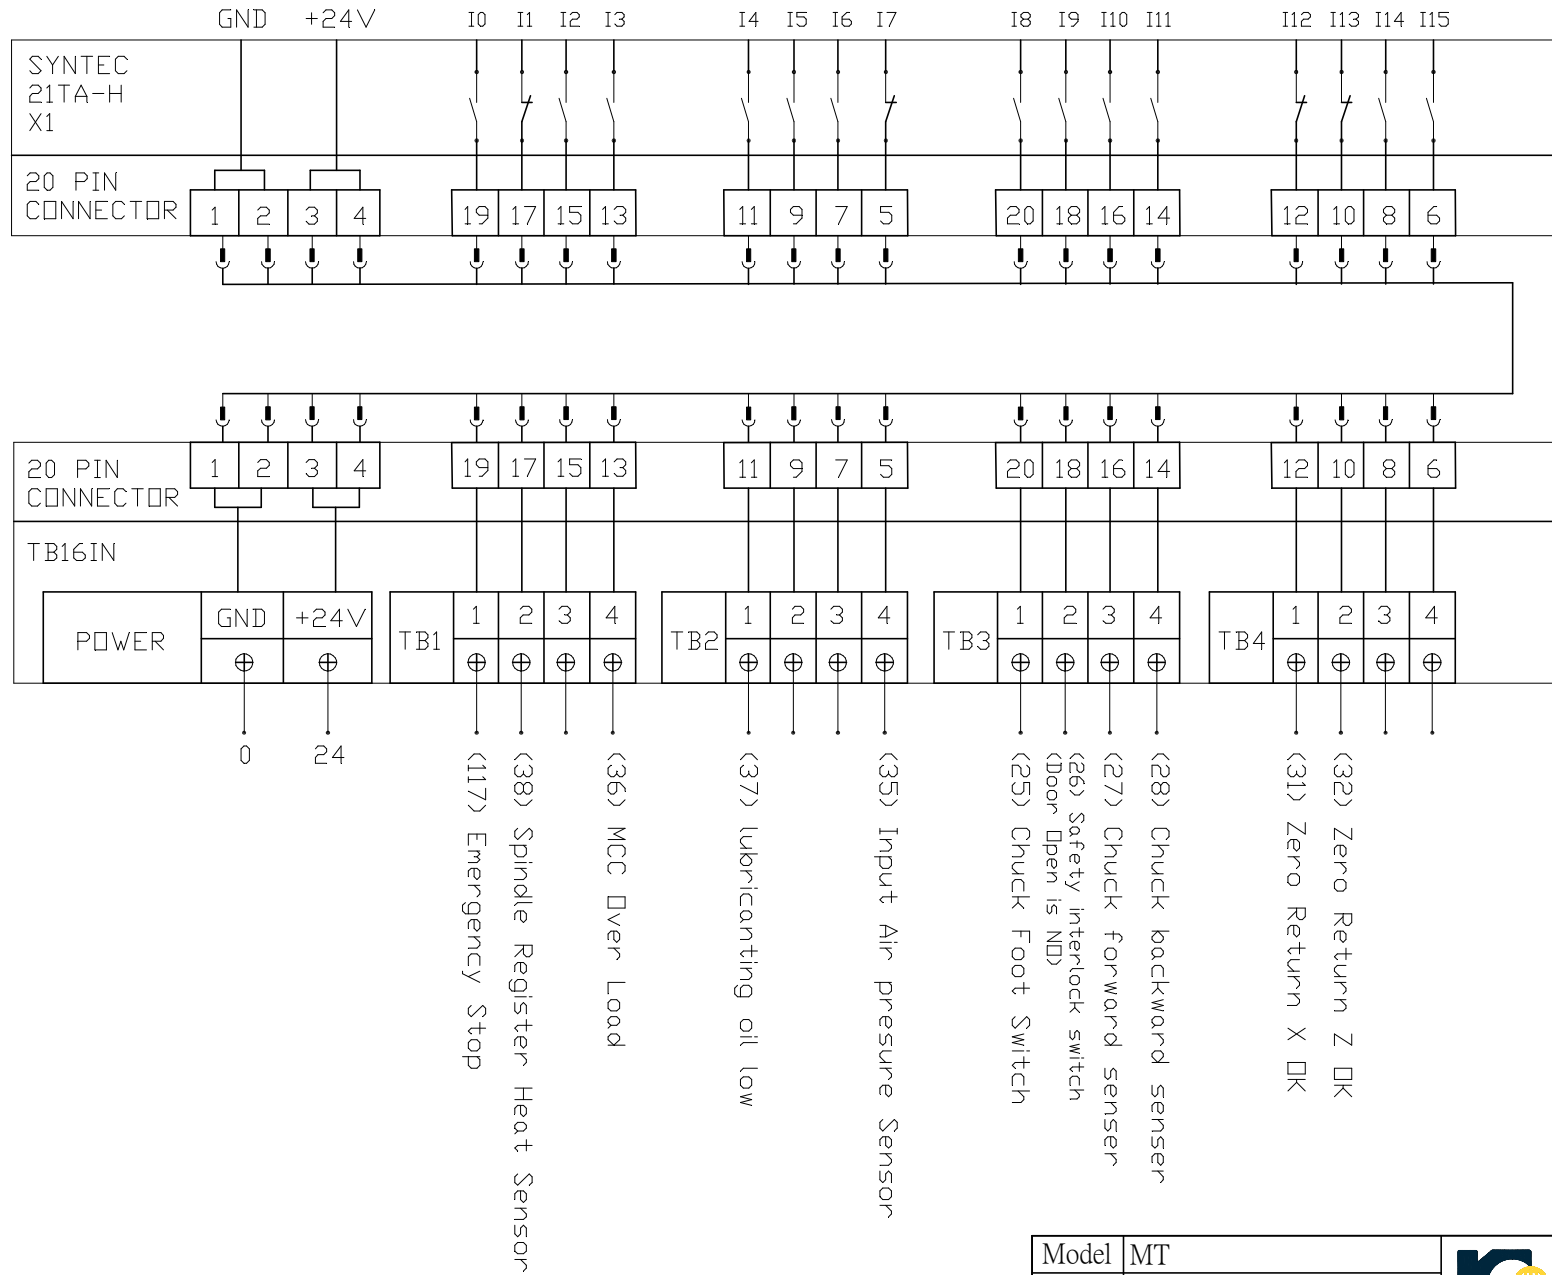 GND +24V I0 I1 I2 I3 I4 I5 I6 I7 I8 I9 I10 I11 I12 I13 I14 I15
SYNTEC
21TA-H
X1
20 PIN
CONNECTOR
1 2 3 4 19 17 15 13 11 9 7 5 20 18 16 14 12 10 8 6
20 PIN
CONNECTOR
1 2 3 4 19 17 15 13 11 9 7 5 20 18 16 14 12 10 8 6
TB16IN
POWER GND +24V
TB1 1 2 3 4
TB2 1 2 3 4
TB3 1 2 3 4
TB4 1 2 3 4
0 24
(117) Emergency Stop
(38) Spindle Register Heat Sensor
(36) MCC Over Load
(37) lubricanting oil low
(35) Input Air presure Sensor
(25) Chuck Foot Switch
(26) Safety interlock switch
(Door Open is NO)
(27) Chuck forward senser
(28) Chuck backward senser
(31) Zero Return X OK
(32) Zero Return Z OK
Model MT